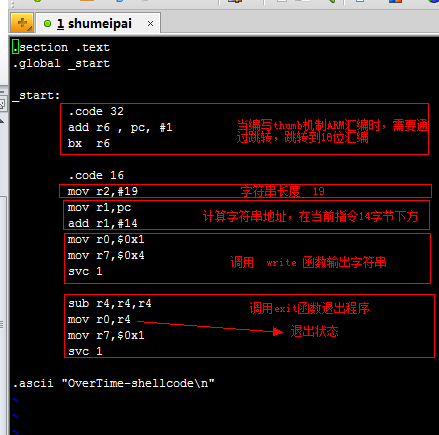 1 shumeipai
.section .text
.global _start
_start:
.code 32
add r6 , pc, #1
bx r6
当编写thumb机制ARM汇编时，需要通
过跳转，跳转到16位汇编
.code 16
mov r2,#19
字符串长度 19
mov r1,pc
add r1,#14
计算字符串地址，在当前指令14字节下方
mov r0,$0x1
mov r7,$0x4
svc 1
调用 write 函数输出字符串
sub r4,r4,r4
mov r0,r4
mov r7,$0x1
svc 1
调用exit函数退出程序
退出状态
.ascii "OverTime-shellcode\n"
~
~
~